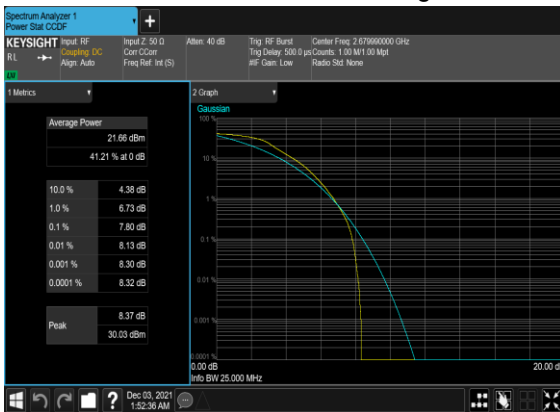 Spectrum Analyzer 1
Power Stat CCDF
+
KEYSIGHT
RL
LV
Input: RF
Coupling: DC
Align: Auto
Input Z: 50 Ω
Corr CCorr
Freq Ref: Int (S)
Atten: 40 dB
Trig: RF Burst
Trig Delay: 500.0 µs
#IF Gain: Low
Center Freq: 2.679990000 GHz
Counts: 1.00 M/1.00 Mpt
Radio Std: None
1 Metrics
Average Power
21.66 dBm
41.21 % at 0 dB
10.0 % 4.38 dB
1.0 % 6.73 dB
0.1 % 7.80 dB
0.01 % 8.13 dB
0.001 % 8.30 dB
0.0001 % 8.32 dB
Peak
8.37 dB
30.03 dBm
2 Graph
Gaussian
100 %
10 %
1 %
0.1 %
0.01 %
0.001 %
0.0001 %
0.00 dB
20.00 d
Info BW 25.000 MHz
?
Dec 03, 2021
1:52:36 AM